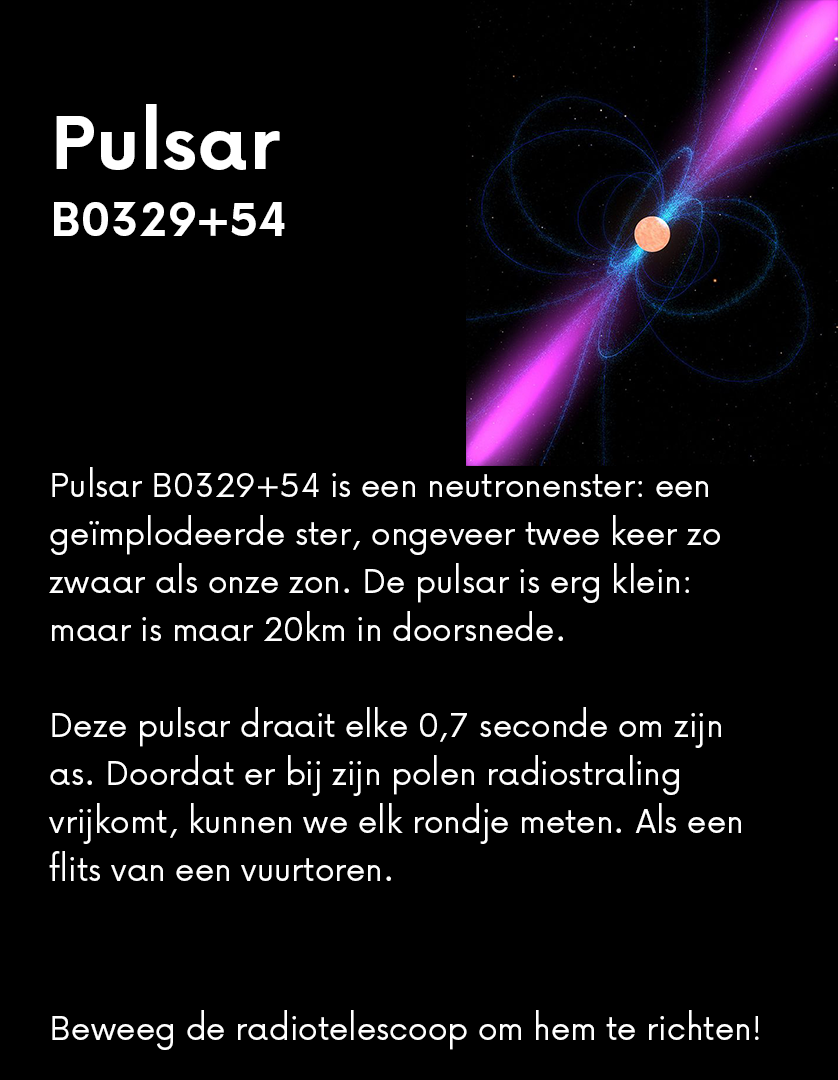 Pulsar
B0329+54
Pulsar B0329+54 is een neutronenster: een
geïmplodeerde ster, ongeveer twee keer zo
zwaar als onze zon. De pulsar is erg klein:
maar is maar 20km in doorsnede.
Deze pulsar draait elke 0,7 seconde om zijn
as. Doordat er bij zijn polen radiostraling
vrijkomt, kunnen we elk rondje meten. Als een
flits van een vuurtoren.
Beweeg de radiotelescoop om hem te richten!